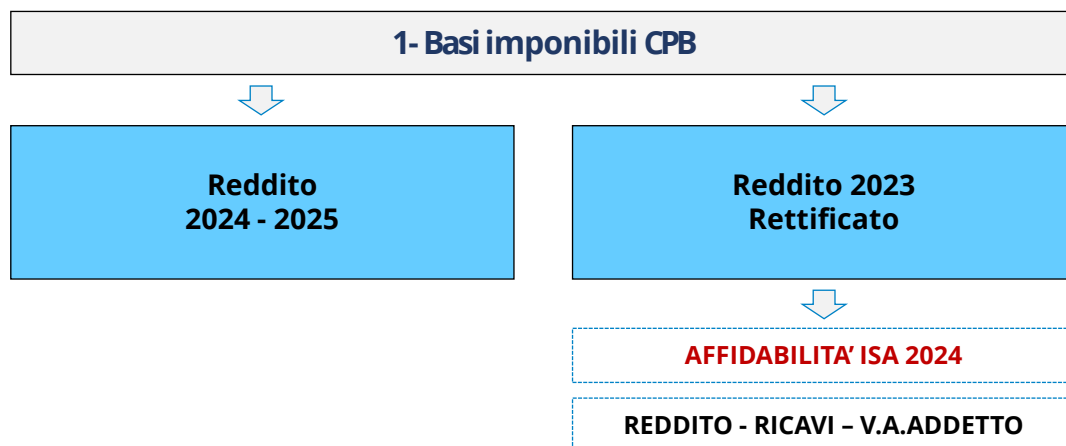 1- Basi imponibili CPB
Reddito
2024 - 2025
Reddito 2023
Rettificato
AFFIDABILITA’ ISA 2024
REDDITO - RICAVI – V.A.ADDETTO